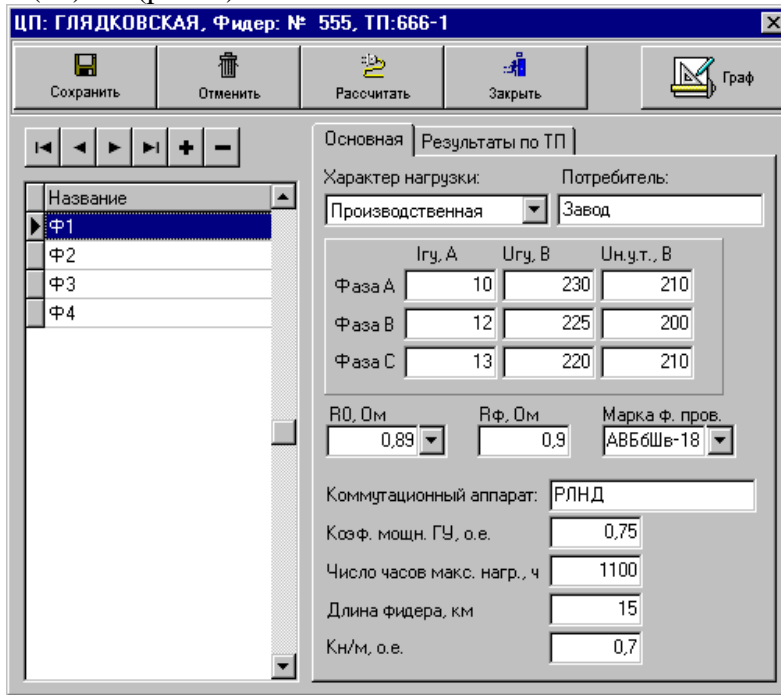 ЦП: ГЛЯДКОВСКАЯ, Фидер: № 555, ТП:666-1
Сохранить Отменить Рассчитать Закрыть Граф
Основная Результаты по ТП
Название
Ф1
Ф2
Ф3
Ф4
Характер нагрузки: Потребитель:
Производственная Завод
Iгу, А Uгу, В Uн.у.т., В
Фаза А 10 230 210
Фаза В 12 225 200
Фаза С 13 220 210
R0, Ом Rф, Ом Марка ф. пров.
0,89 0,9 АВБбШв-18
Коммутационный аппарат: РЛНД
Коэф. мощн. ГУ, о.е. 0,75
Число часов макс. нагр., ч 1100
Длина фидера, км 15
Кн/м, о.е. 0,7